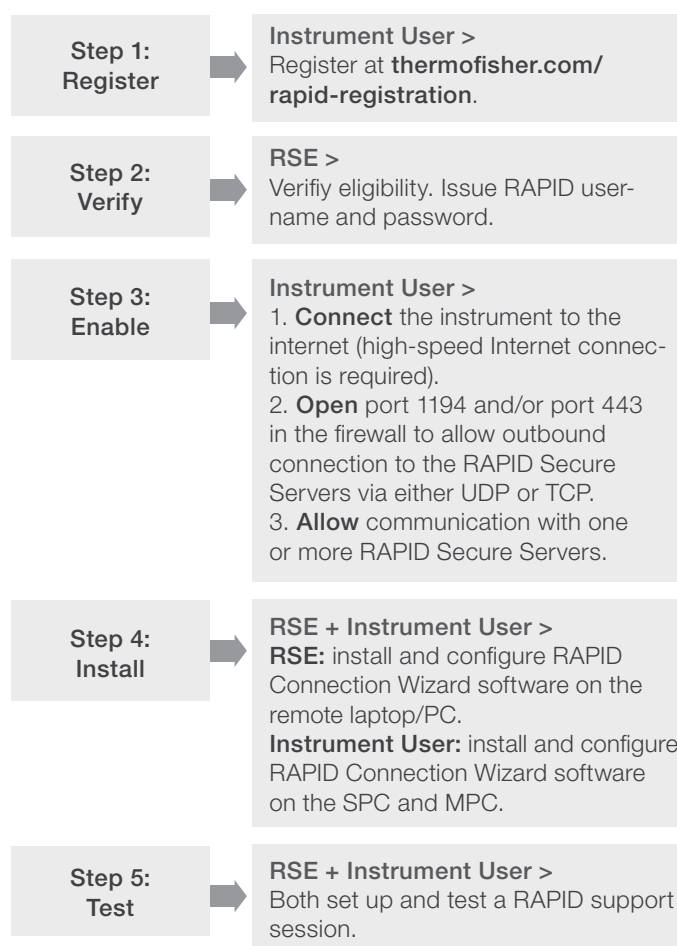 Step 1:
Register
Instrument User >
Register at thermofisher.com/
rapid-registration.
Step 2:
Verify
RSE >
Verifiy eligibility. Issue RAPID user-
name and password.
Step 3:
Enable
Instrument User >
1. Connect the instrument to the
internet (high-speed Internet connec-
tion is required).
2. Open port 1194 and/or port 443
in the firewall to allow outbound
connection to the RAPID Secure
Servers via either UDP or TCP.
3. Allow communication with one
or more RAPID Secure Servers.
Step 4:
Install
RSE + Instrument User >
RSE: install and configure RAPID
Connection Wizard software on the
remote laptop/PC.
Instrument User: install and configure
RAPID Connection Wizard software
on the SPC and MPC.
Step 5:
Test
RSE + Instrument User >
Both set up and test a RAPID support
session.